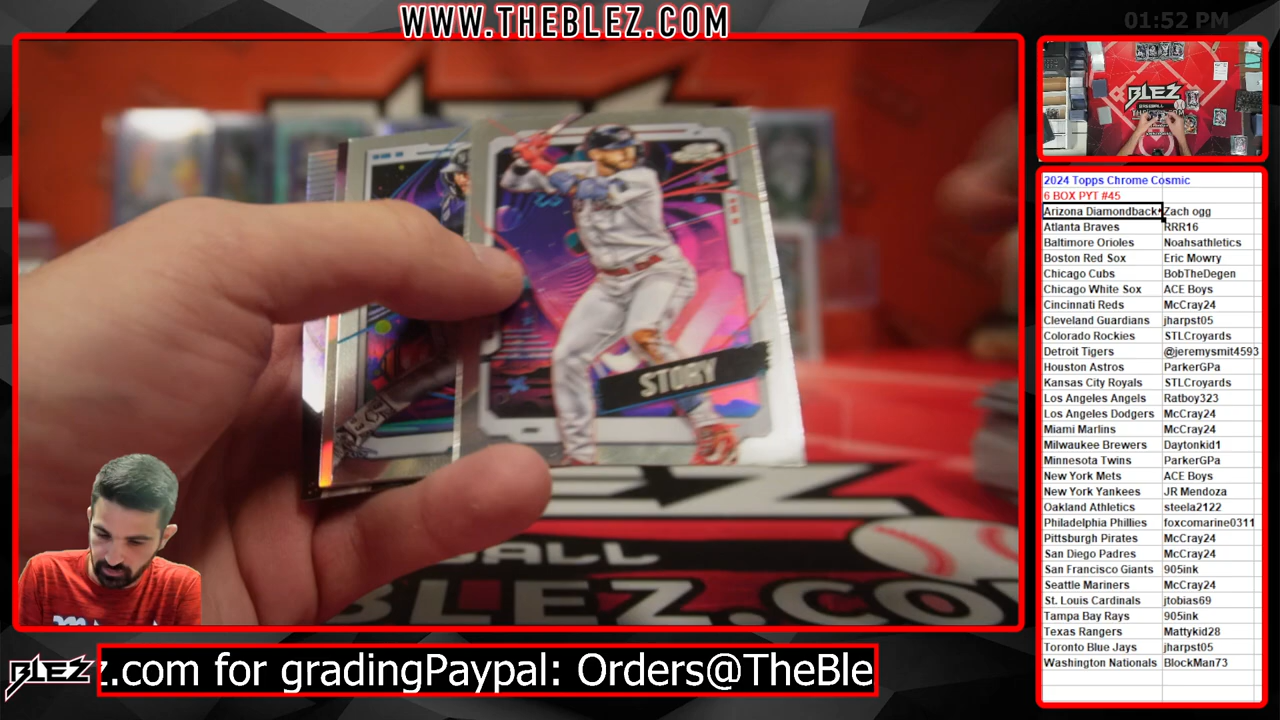 WWW.THEBLEZ.COM
01:52 PM
STORY
BALL
BLEZ
BASEBALL
2024 Topps Chrome Cosmic
6 BOX PYT #45
Arizona Diamondback Zach ogg
Atlanta Braves RRR16
Baltimore Orioles Noahsathletics
Boston Red Sox Eric Mowry
Chicago Cubs BobTheDegen
Chicago White Sox ACE Boys
Cincinnati Reds McCray24
Cleveland Guardians jharpst05
Colorado Rockies STLCroyards
Detroit Tigers @jeremysmit4593
Houston Astros ParkerGPa
Kansas City Royals STLCroyards
Los Angeles Angels Ratboy323
Los Angeles Dodgers McCray24
Miami Marlins McCray24
Milwaukee Brewers Daytonkid1
Minnesota Twins ParkerGPa
New York Mets ACE Boys
New York Yankees JR Mendoza
Oakland Athletics steela2122
Philadelphia Phillies foxcomarine0311
Pittsburgh Pirates McCray24
San Diego Padres McCray24
San Francisco Giants 905ink
Seattle Mariners McCray24
St. Louis Cardinals jtobias69
Tampa Bay Rays 905ink
Texas Rangers Mattykid28
Toronto Blue Jays jharpst05
Washington Nationals BlockMan73
BLEZ
z.com for gradingPaypal: Orders@TheBle